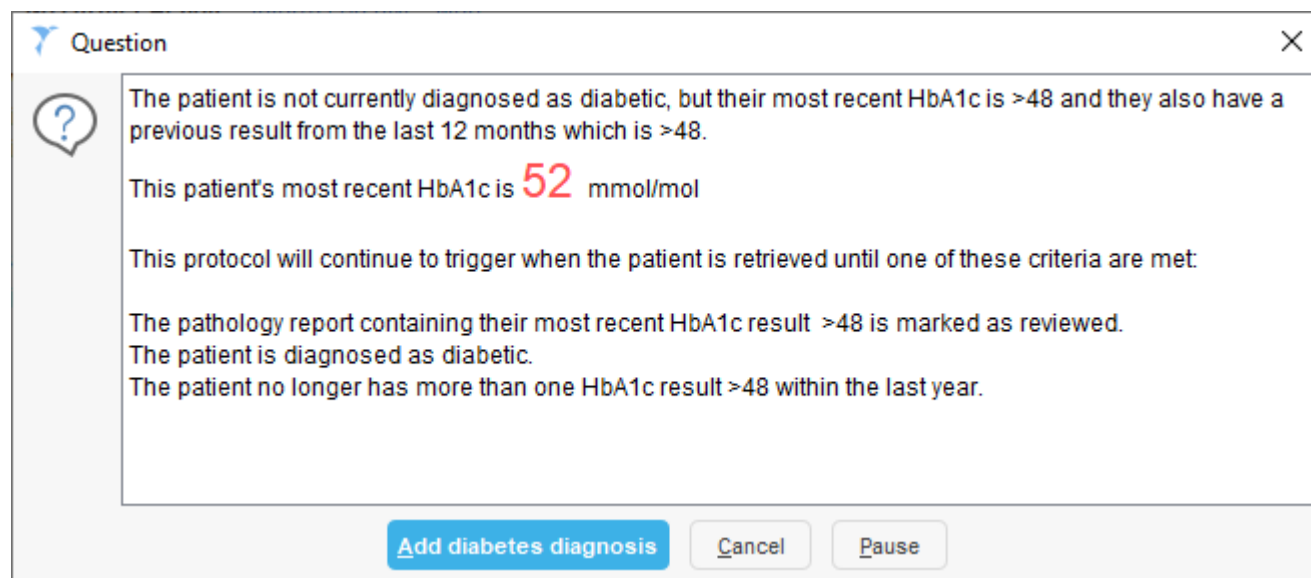 Question
The patient is not currently diagnosed as diabetic, but their most recent HbA1c is >48 and they also have a
previous result from the last 12 months which is >48.
This patient's most recent HbA1c is 52 mmol/mol
This protocol will continue to trigger when the patient is retrieved until one of these criteria are met:
The pathology report containing their most recent HbA1c result >48 is marked as reviewed.
The patient is diagnosed as diabetic.
The patient no longer has more than one HbA1c result >48 within the last year.
Add diabetes diagnosis Cancel Pause